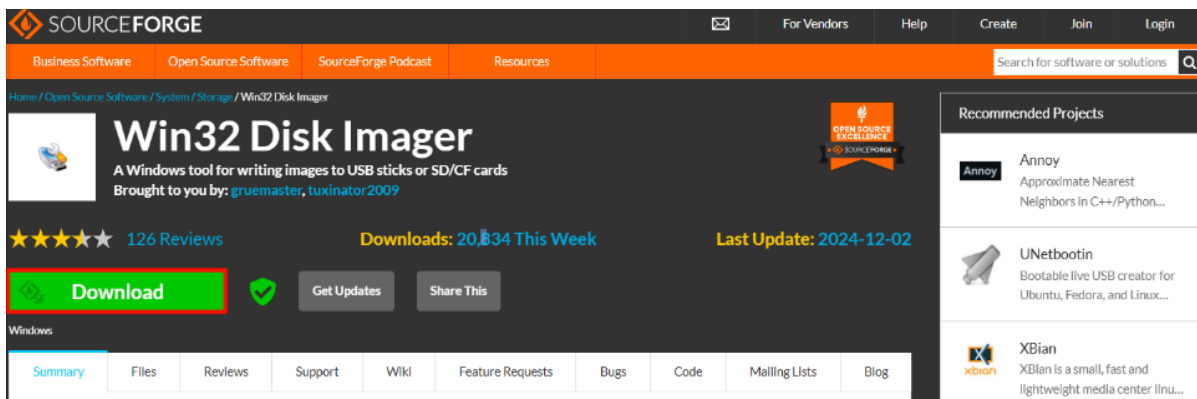 SOURCEFORGE
For Vendors
Help
Create
Join
Login
Business Software
Open Source Software
SourceForge Podcast
Resources
Search for software or solutions
Home / Open Source Software / System / Storage / Win32 Disk Imager
Win32 Disk Imager
A Windows tool for writing images to USB sticks or SD/CF cards
Brought to you by: gruemaster, tuxinator2009
OPEN SOURCE
EXCELLENCE
SOURCEFORGE
126 Reviews
Downloads: 20,834 This Week
Last Update: 2024-12-02
Download
Get Updates
Share This
Windows
Summary
Files
Reviews
Support
Wiki
Feature Requests
Bugs
Code
Mailing Lists
Blog
Recommended Projects
Annoy
Annoy
Approximate Nearest
Neighbors in C++/Python...
UNetbootin
Bootable live USB creator for
Ubuntu, Fedora, and Linux...
xbian
XBian
XBian is a small, fast and
lightweight media center linu...